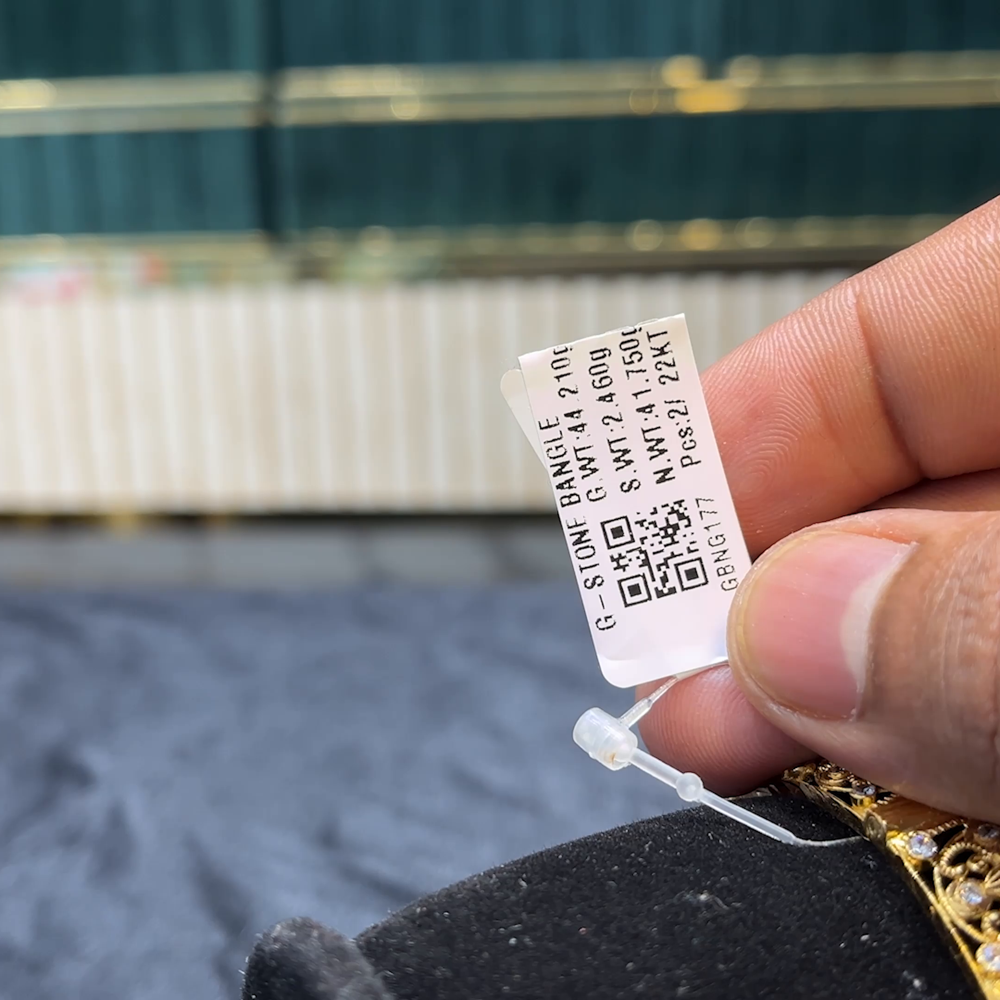 G-STONE BANGLE
G.WT:44.210g
S.WT:2.460g
N.WT:41.750g
Pcs:2/ 22KT
GBNG177